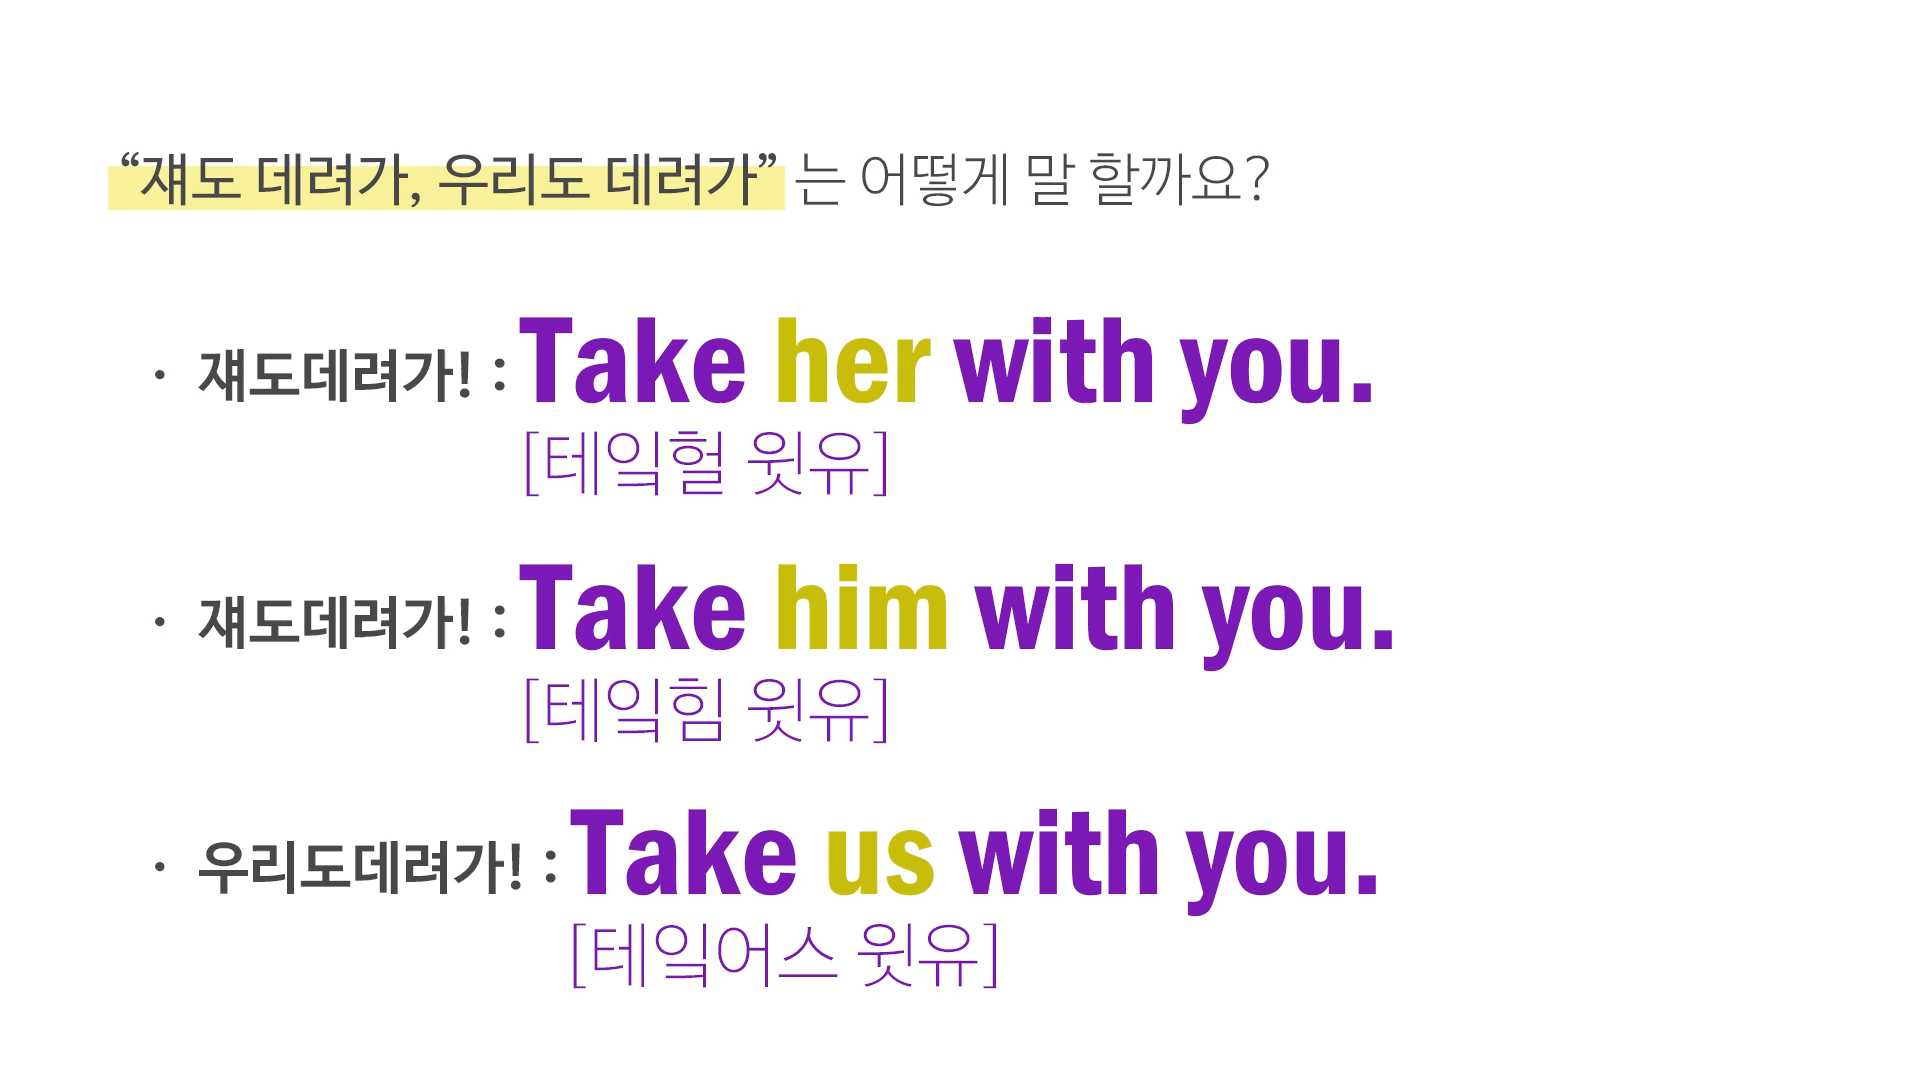 “쟤도 데려가, 우리도 데려가” 는 어떻게 말 할까요?
· 쟤도데려가! : Take her with you.
[테잌헐 윗유]
· 쟤도데려가! : Take him with you.
[테잌힘 윗유]
· 우리도데려가! : Take us with you.
[테잌어스 윗유]